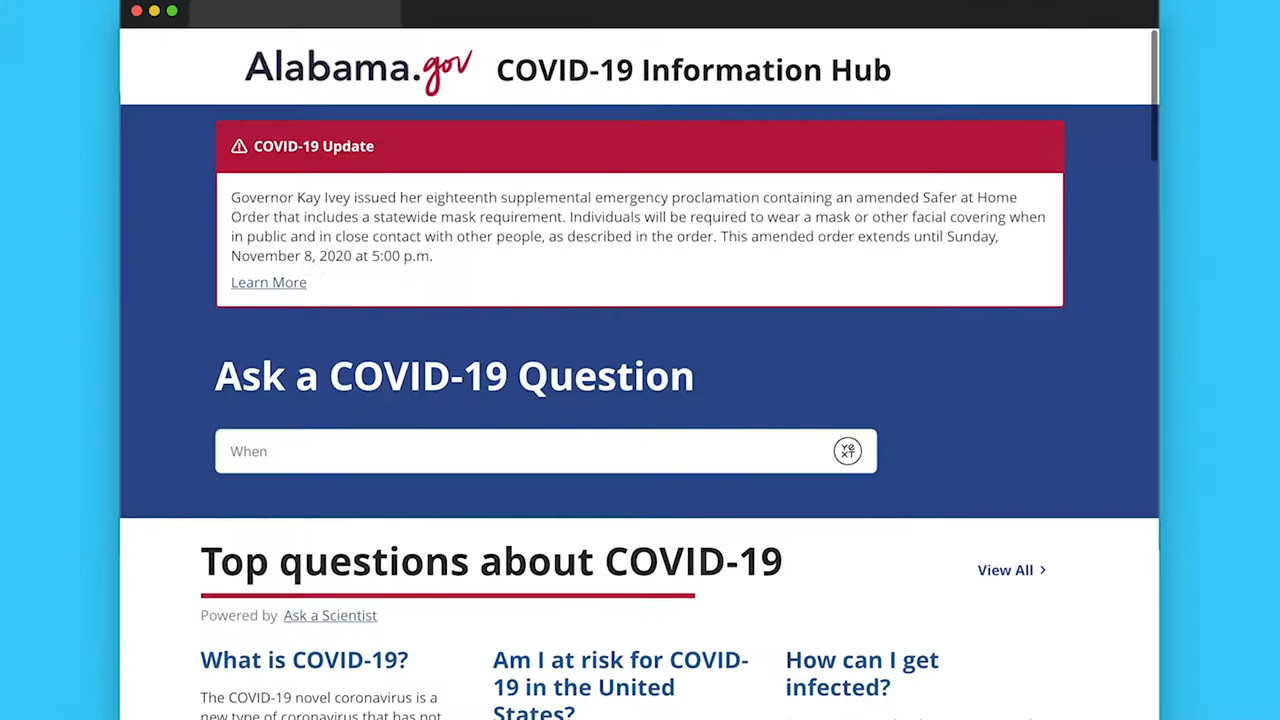 Alabama.gov COVID-19 Information Hub
COVID-19 Update
Governor Kay Ivey issued her eighteenth supplemental emergency proclamation containing an amended Safer at Home
Order that includes a statewide mask requirement. Individuals will be required to wear a mask or other facial covering when
in public and in close contact with other people, as described in the order. This amended order extends until Sunday,
November 8, 2020 at 5:00 p.m.
Learn More
Ask a COVID-19 Question
When
yext
Top questions about COVID-19
View All
Powered by Ask a Scientist
What is COVID-19?
The COVID-19 novel coronavirus is a
new type of coronavirus that has not
Am I at risk for COVID-
19 in the United
States?
How can I get
infected?